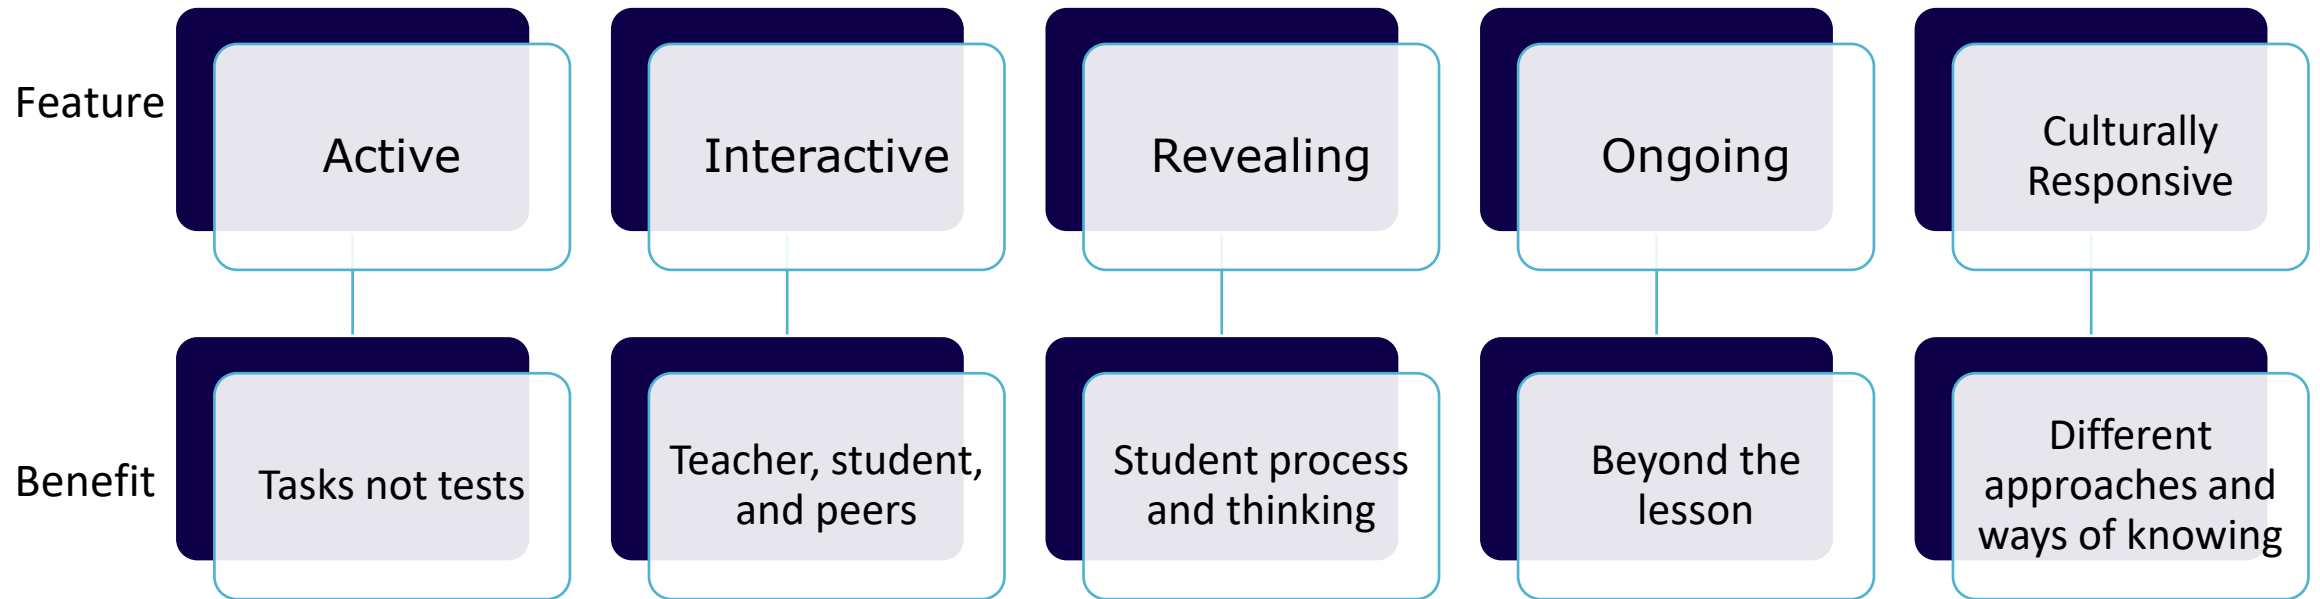 Feature
Active
Interactive
Revealing
Ongoing
Culturally
Responsive
Benefit
Tasks not tests
Teacher, student,
and peers
Student process
and thinking
Beyond the
lesson
Different
approaches and
ways of knowing